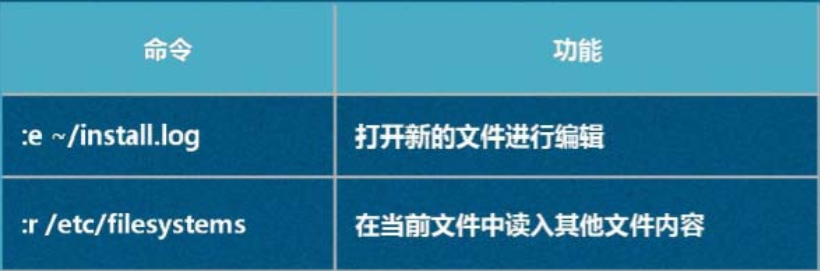 命令 功能
:e ~/install.log 打开新的文件进行编辑
:r /etc/filesystems 在当前文件中读入其他文件内容